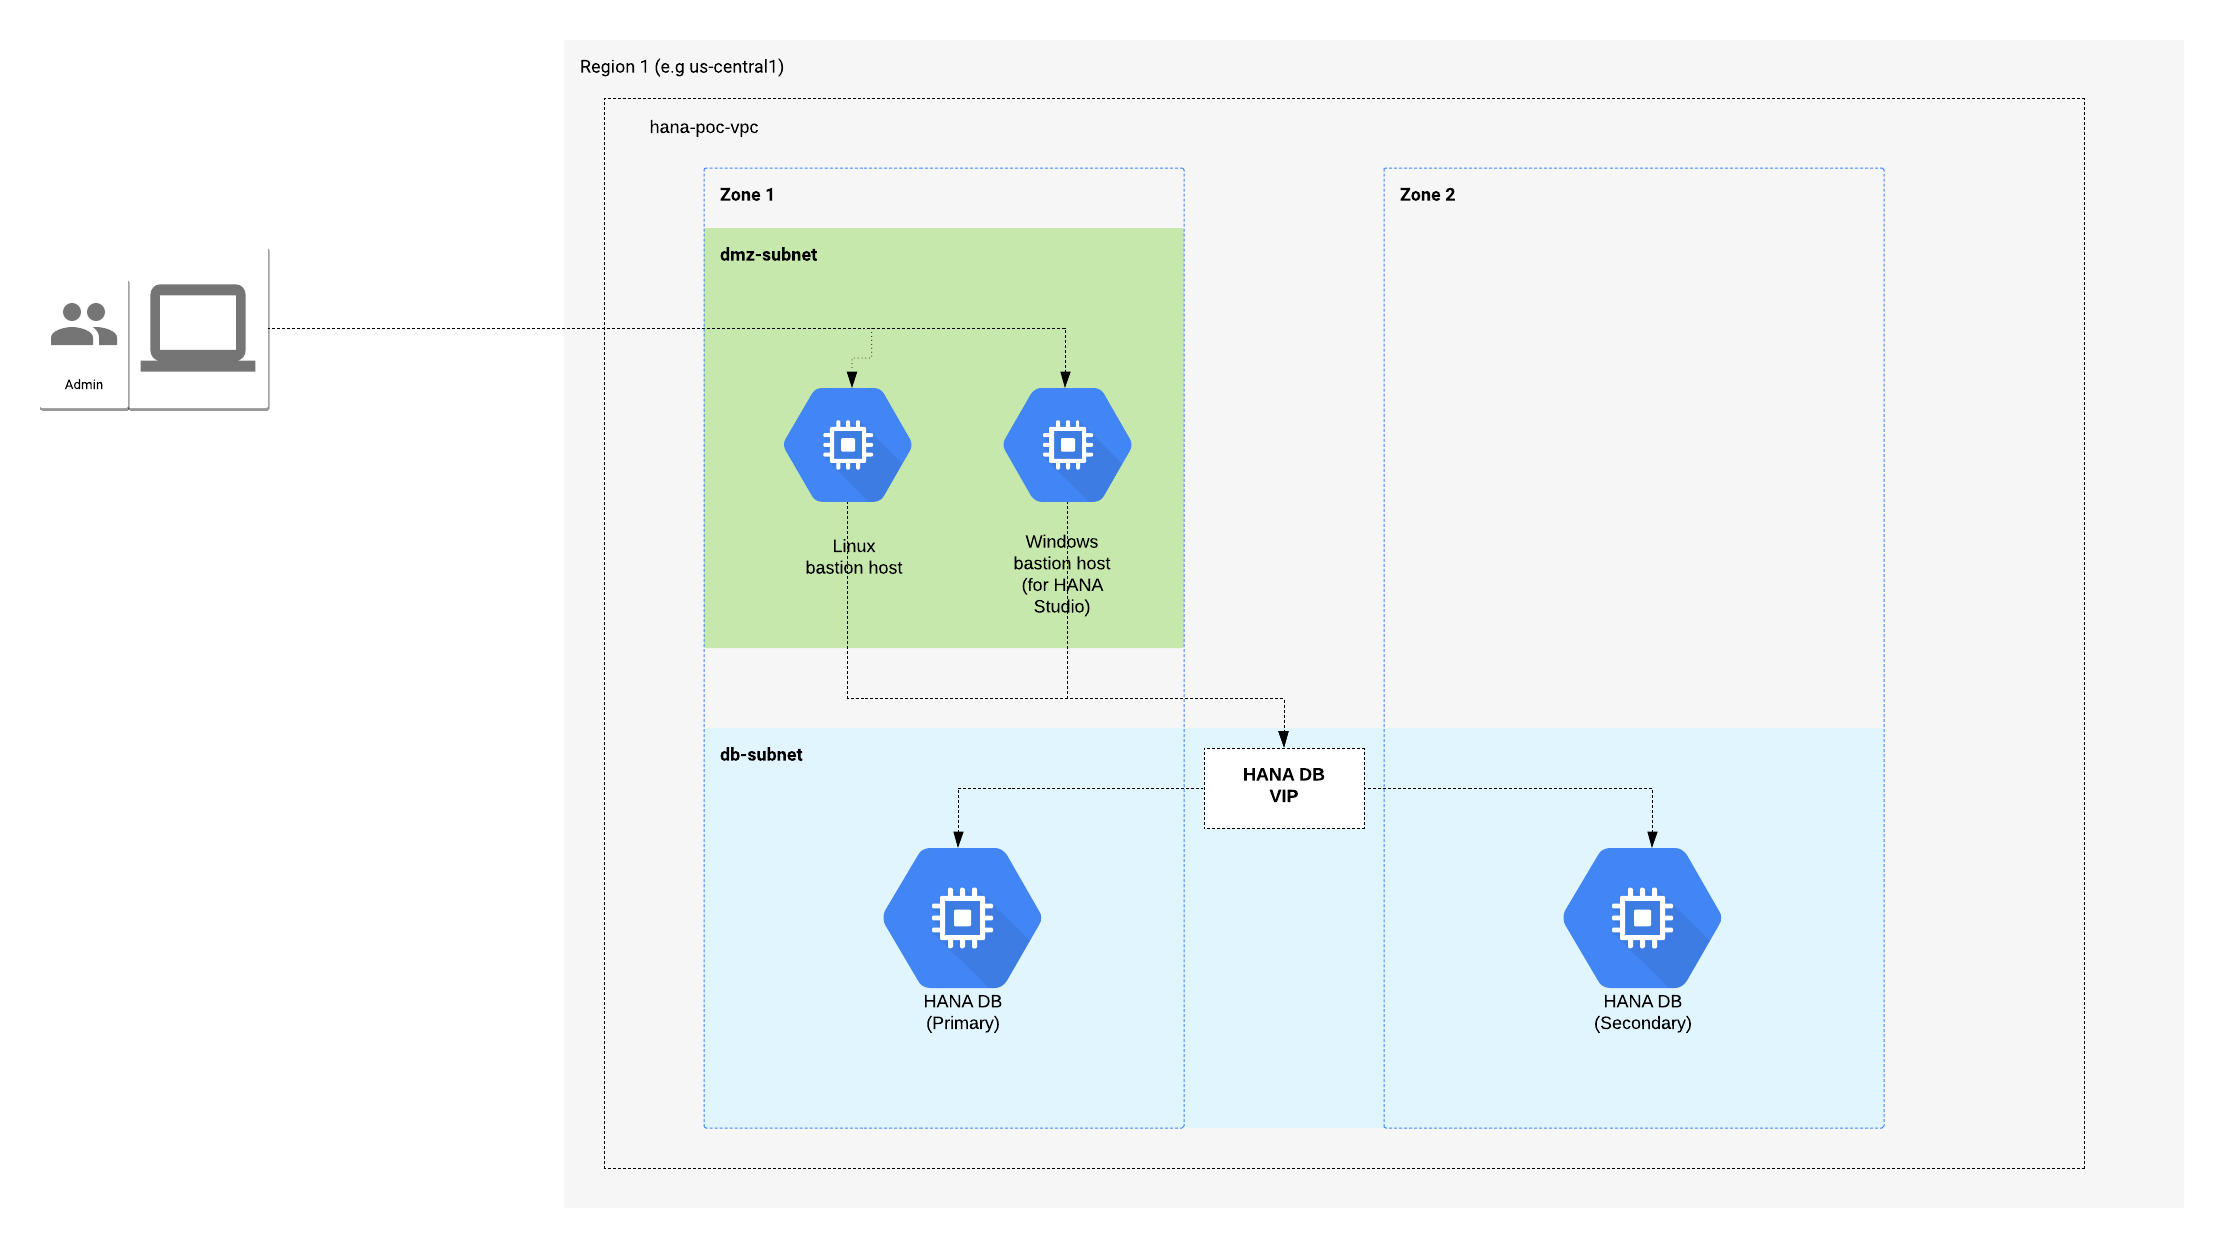 Region 1 (e.g us-central1)
hana-poc-vpc
Zone 1
Zone 2
dmz-subnet
Admin
Linux
bastion host
Windows
bastion host
(for HANA
Studio)
db-subnet
HANA DB
VIP
HANA DB
(Primary)
HANA DB
(Secondary)